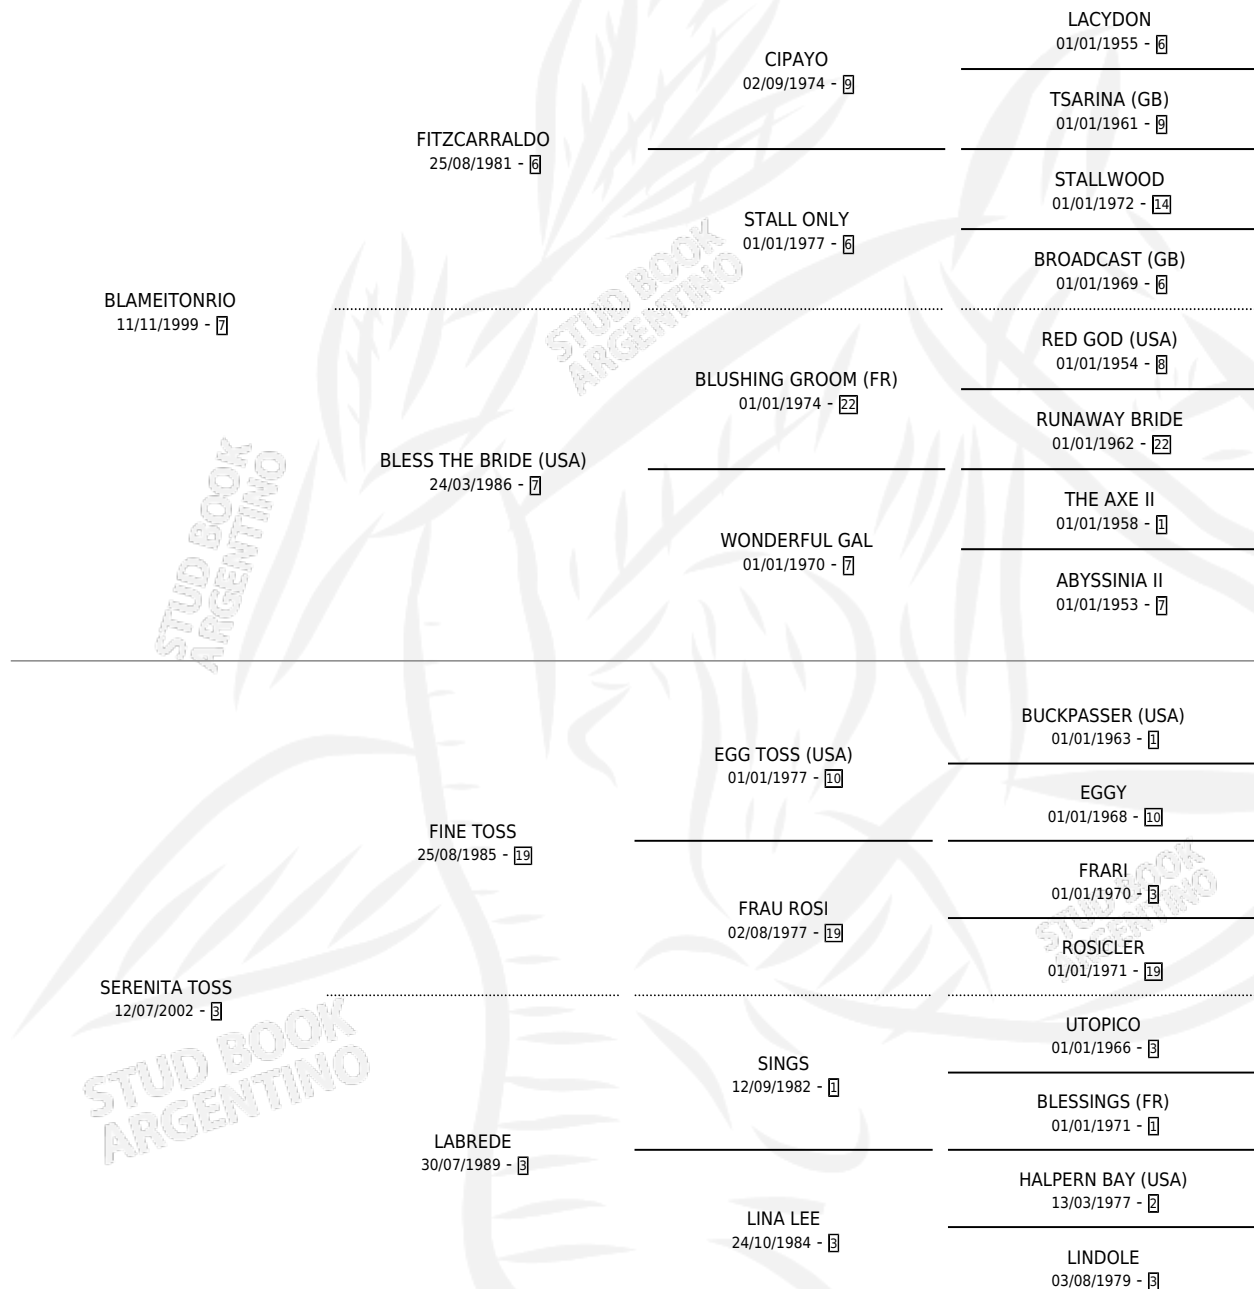 LACYDON
01/01/1955 - 6
CIPAYO
02/09/1974 - 9
TSARINA (GB)
01/01/1961 - 9
FITZCARRALDO
25/08/1981 - 6
STALLWOOD
01/01/1972 - 14
STALL ONLY
01/01/1977 - 6
BROADCAST (GB)
01/01/1969 - 6
BLAMEITONRIO
11/11/1999 - 7
RED GOD (USA)
01/01/1954 - 8
BLUSHING GROOM (FR)
01/01/1974 - 22
RUNAWAY BRIDE
01/01/1962 - 22
BLESS THE BRIDE (USA)
24/03/1986 - 7
THE AXE II
01/01/1958 - 1
WONDERFUL GAL
01/01/1970 - 7
ABYSSINIA II
01/01/1953 - 7
STUD BOOK
ARGENTINO
STUD BOOK
ARGENTINO
BUCKPASSER (USA)
01/01/1963 - 1
EGG TOSS (USA)
01/01/1977 - 10
EGGY
01/01/1968 - 10
FINE TOSS
25/08/1985 - 19
FRARI
01/01/1970 - 3
FRAU ROSI
02/08/1977 - 19
ROSICLER
01/01/1971 - 19
STUD BOOK
ARGENTINO
SERENITA TOSS
12/07/2002 - 3
UTOPICO
01/01/1966 - 3
SINGS
12/09/1982 - 1
BLESSINGS (FR)
01/01/1971 - 1
STUD BOOK
ARGENTINO
LABREDE
30/07/1989 - 3
HALPERN BAY (USA)
13/03/1977 - 2
LINA LEE
24/10/1984 - 3
LINDOLE
03/08/1979 - 3